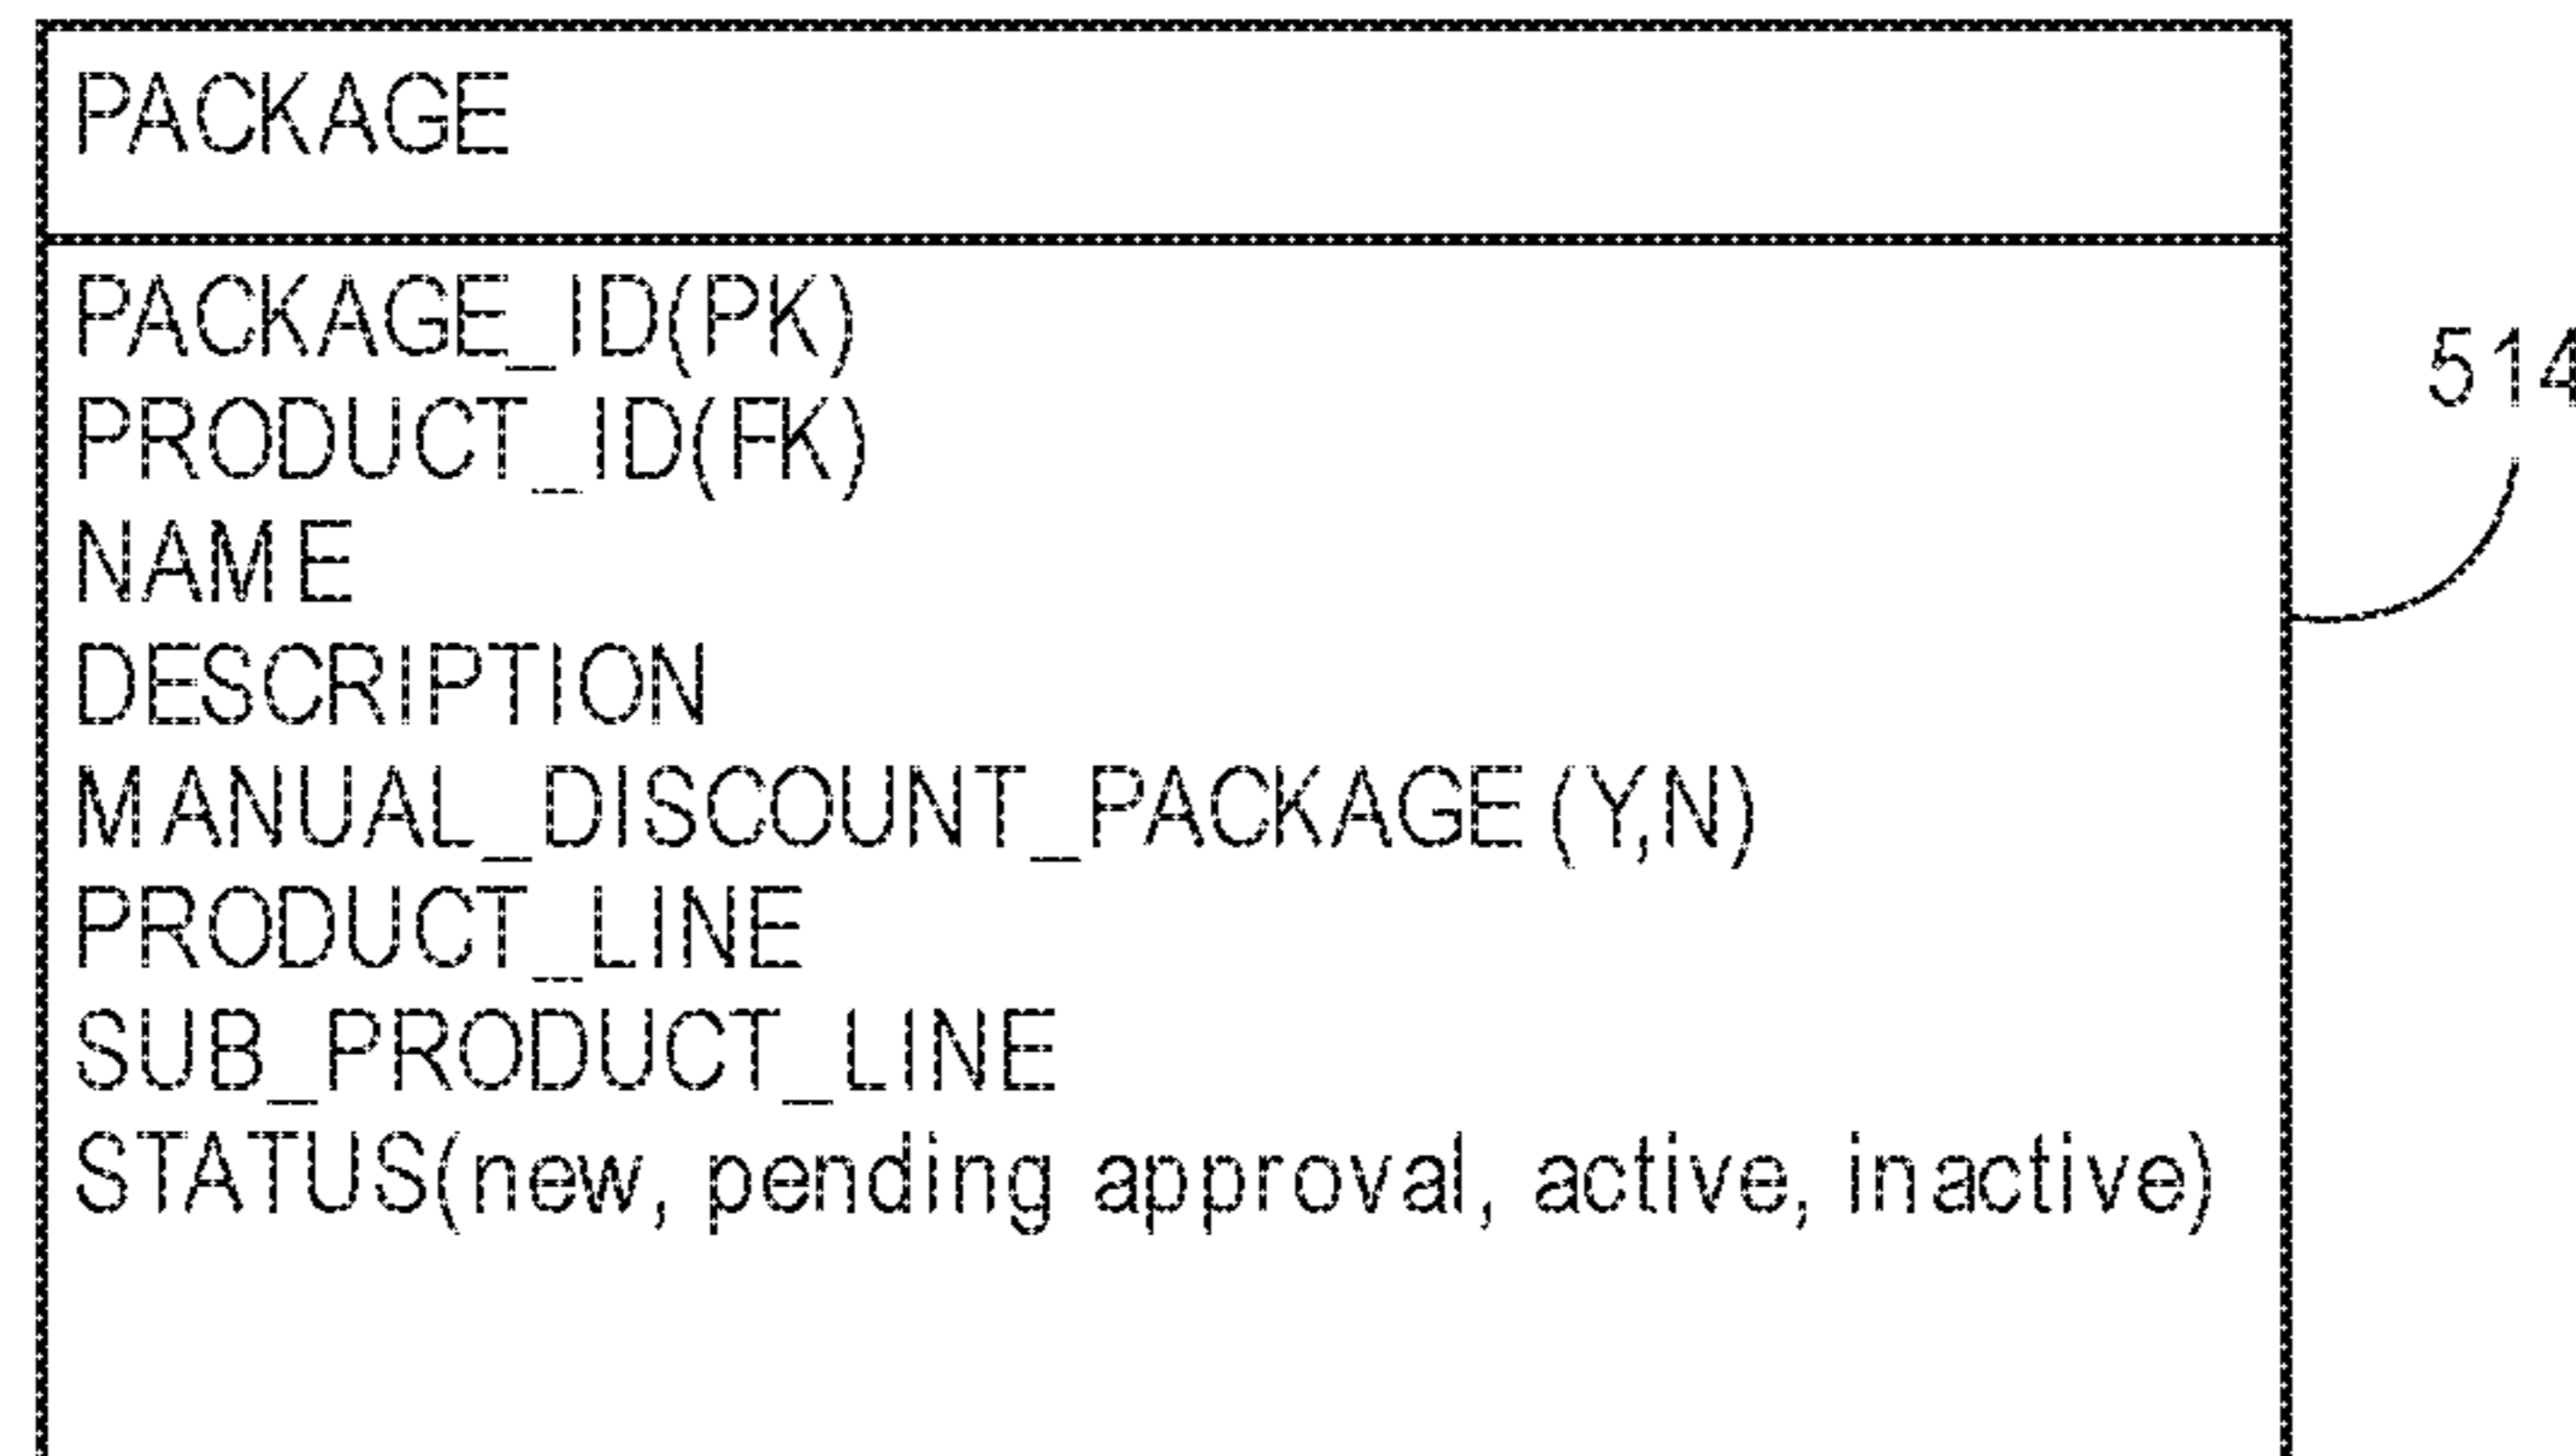 PACKAGE
PACKAGE_ID(PK)
514
PRODUCT_ID(FK)
NAME
DESCRIPTION
MANUAL_DISCOUNT_PACKAGE(Y,N)
PRODUCT_LINE
SUB_PRODUCT_LINE
STATUS(new, pending approval, active, inactive)